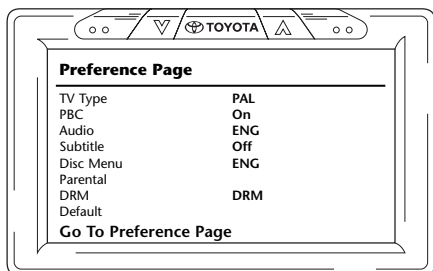 TOYOTA
Preference Page
TV Type PAL
PBC On
Audio ENG
Subtitle Off
Disc Menu ENG
Parental
DRM DRM
Default
Go To Preference Page